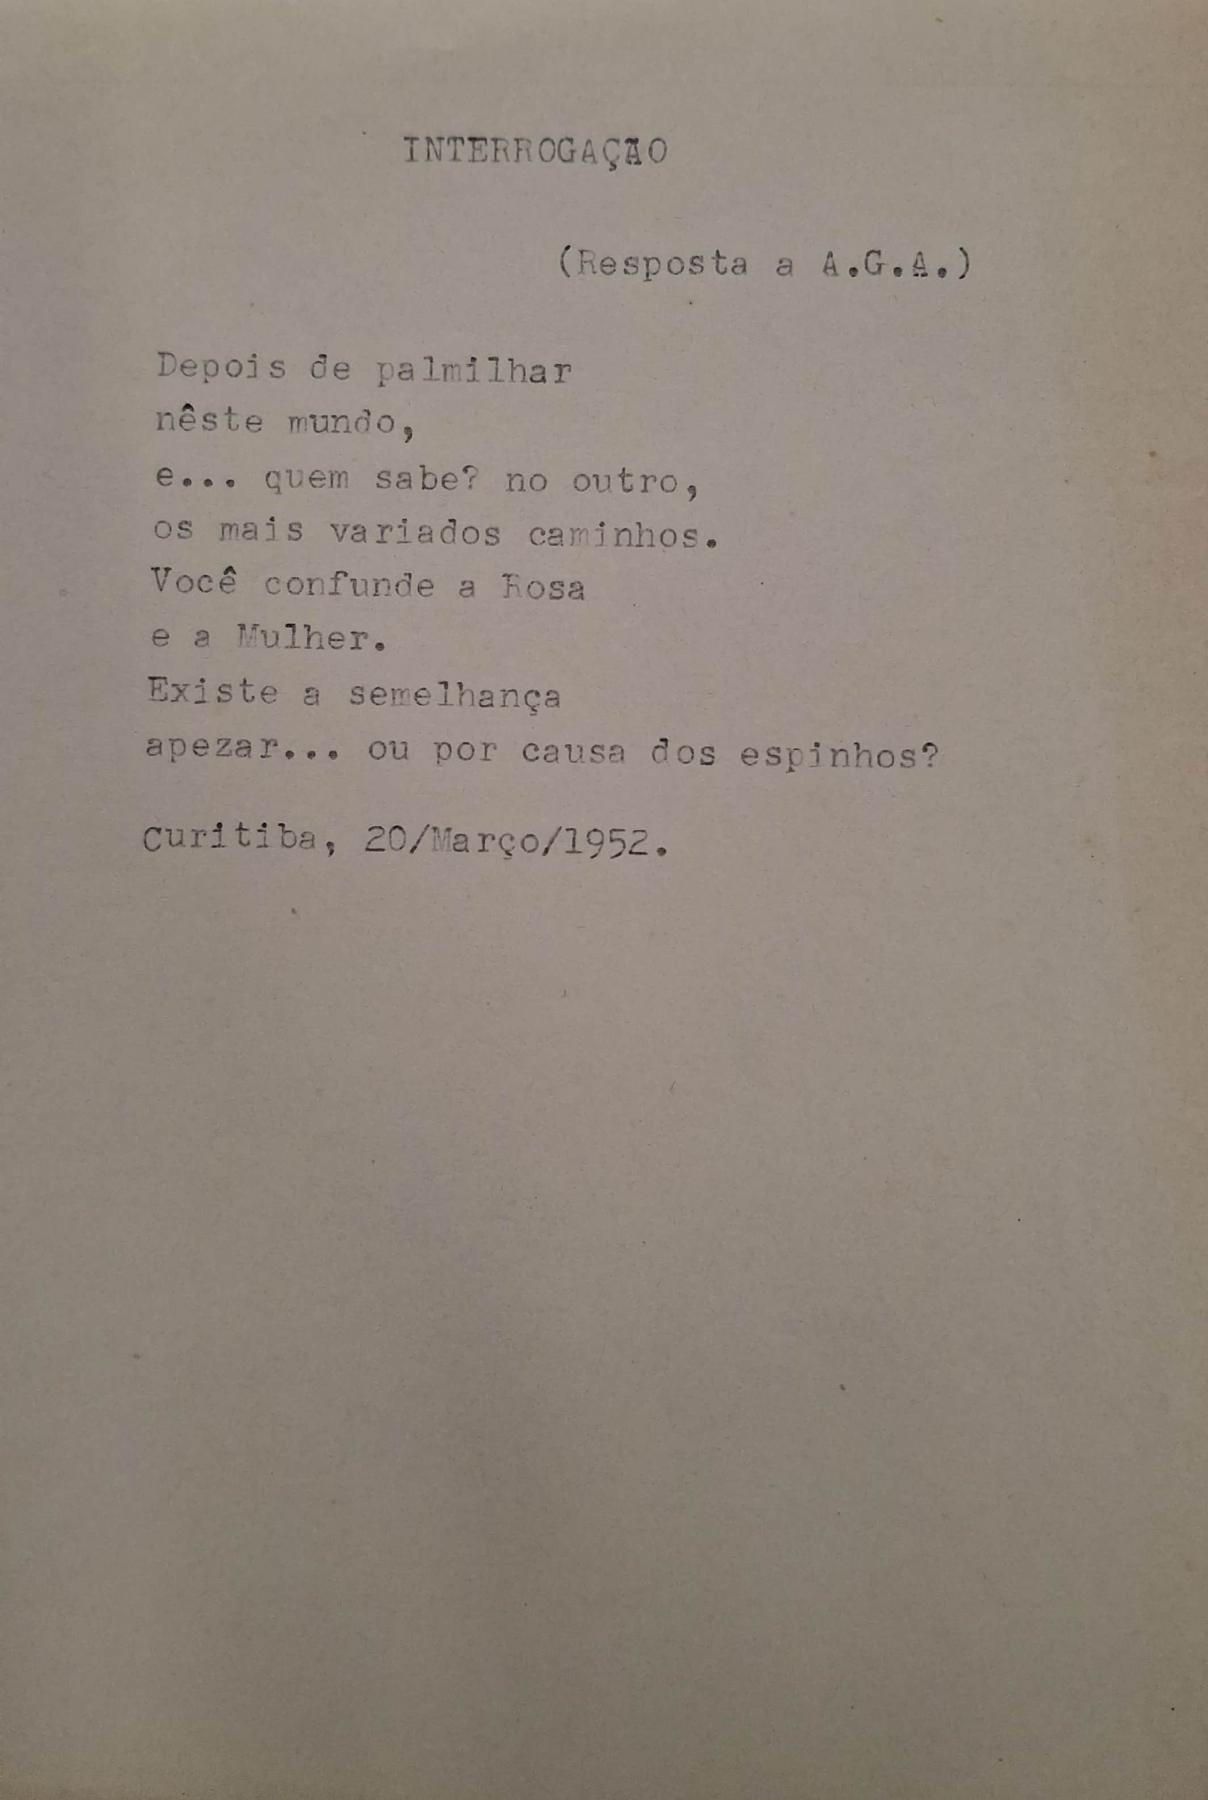 INTERROGAÇÃO
(Resposta a A.G.A.)
Depois de palmilhar
nêste mundo,
e... quem sabe? no outro,
os mais variados caminhos.
Você confunde a Rosa
e a Mulher.
Existe a semelhança
apezar... ou por causa dos espinhos?
Curitiba, 20/Março/1952.